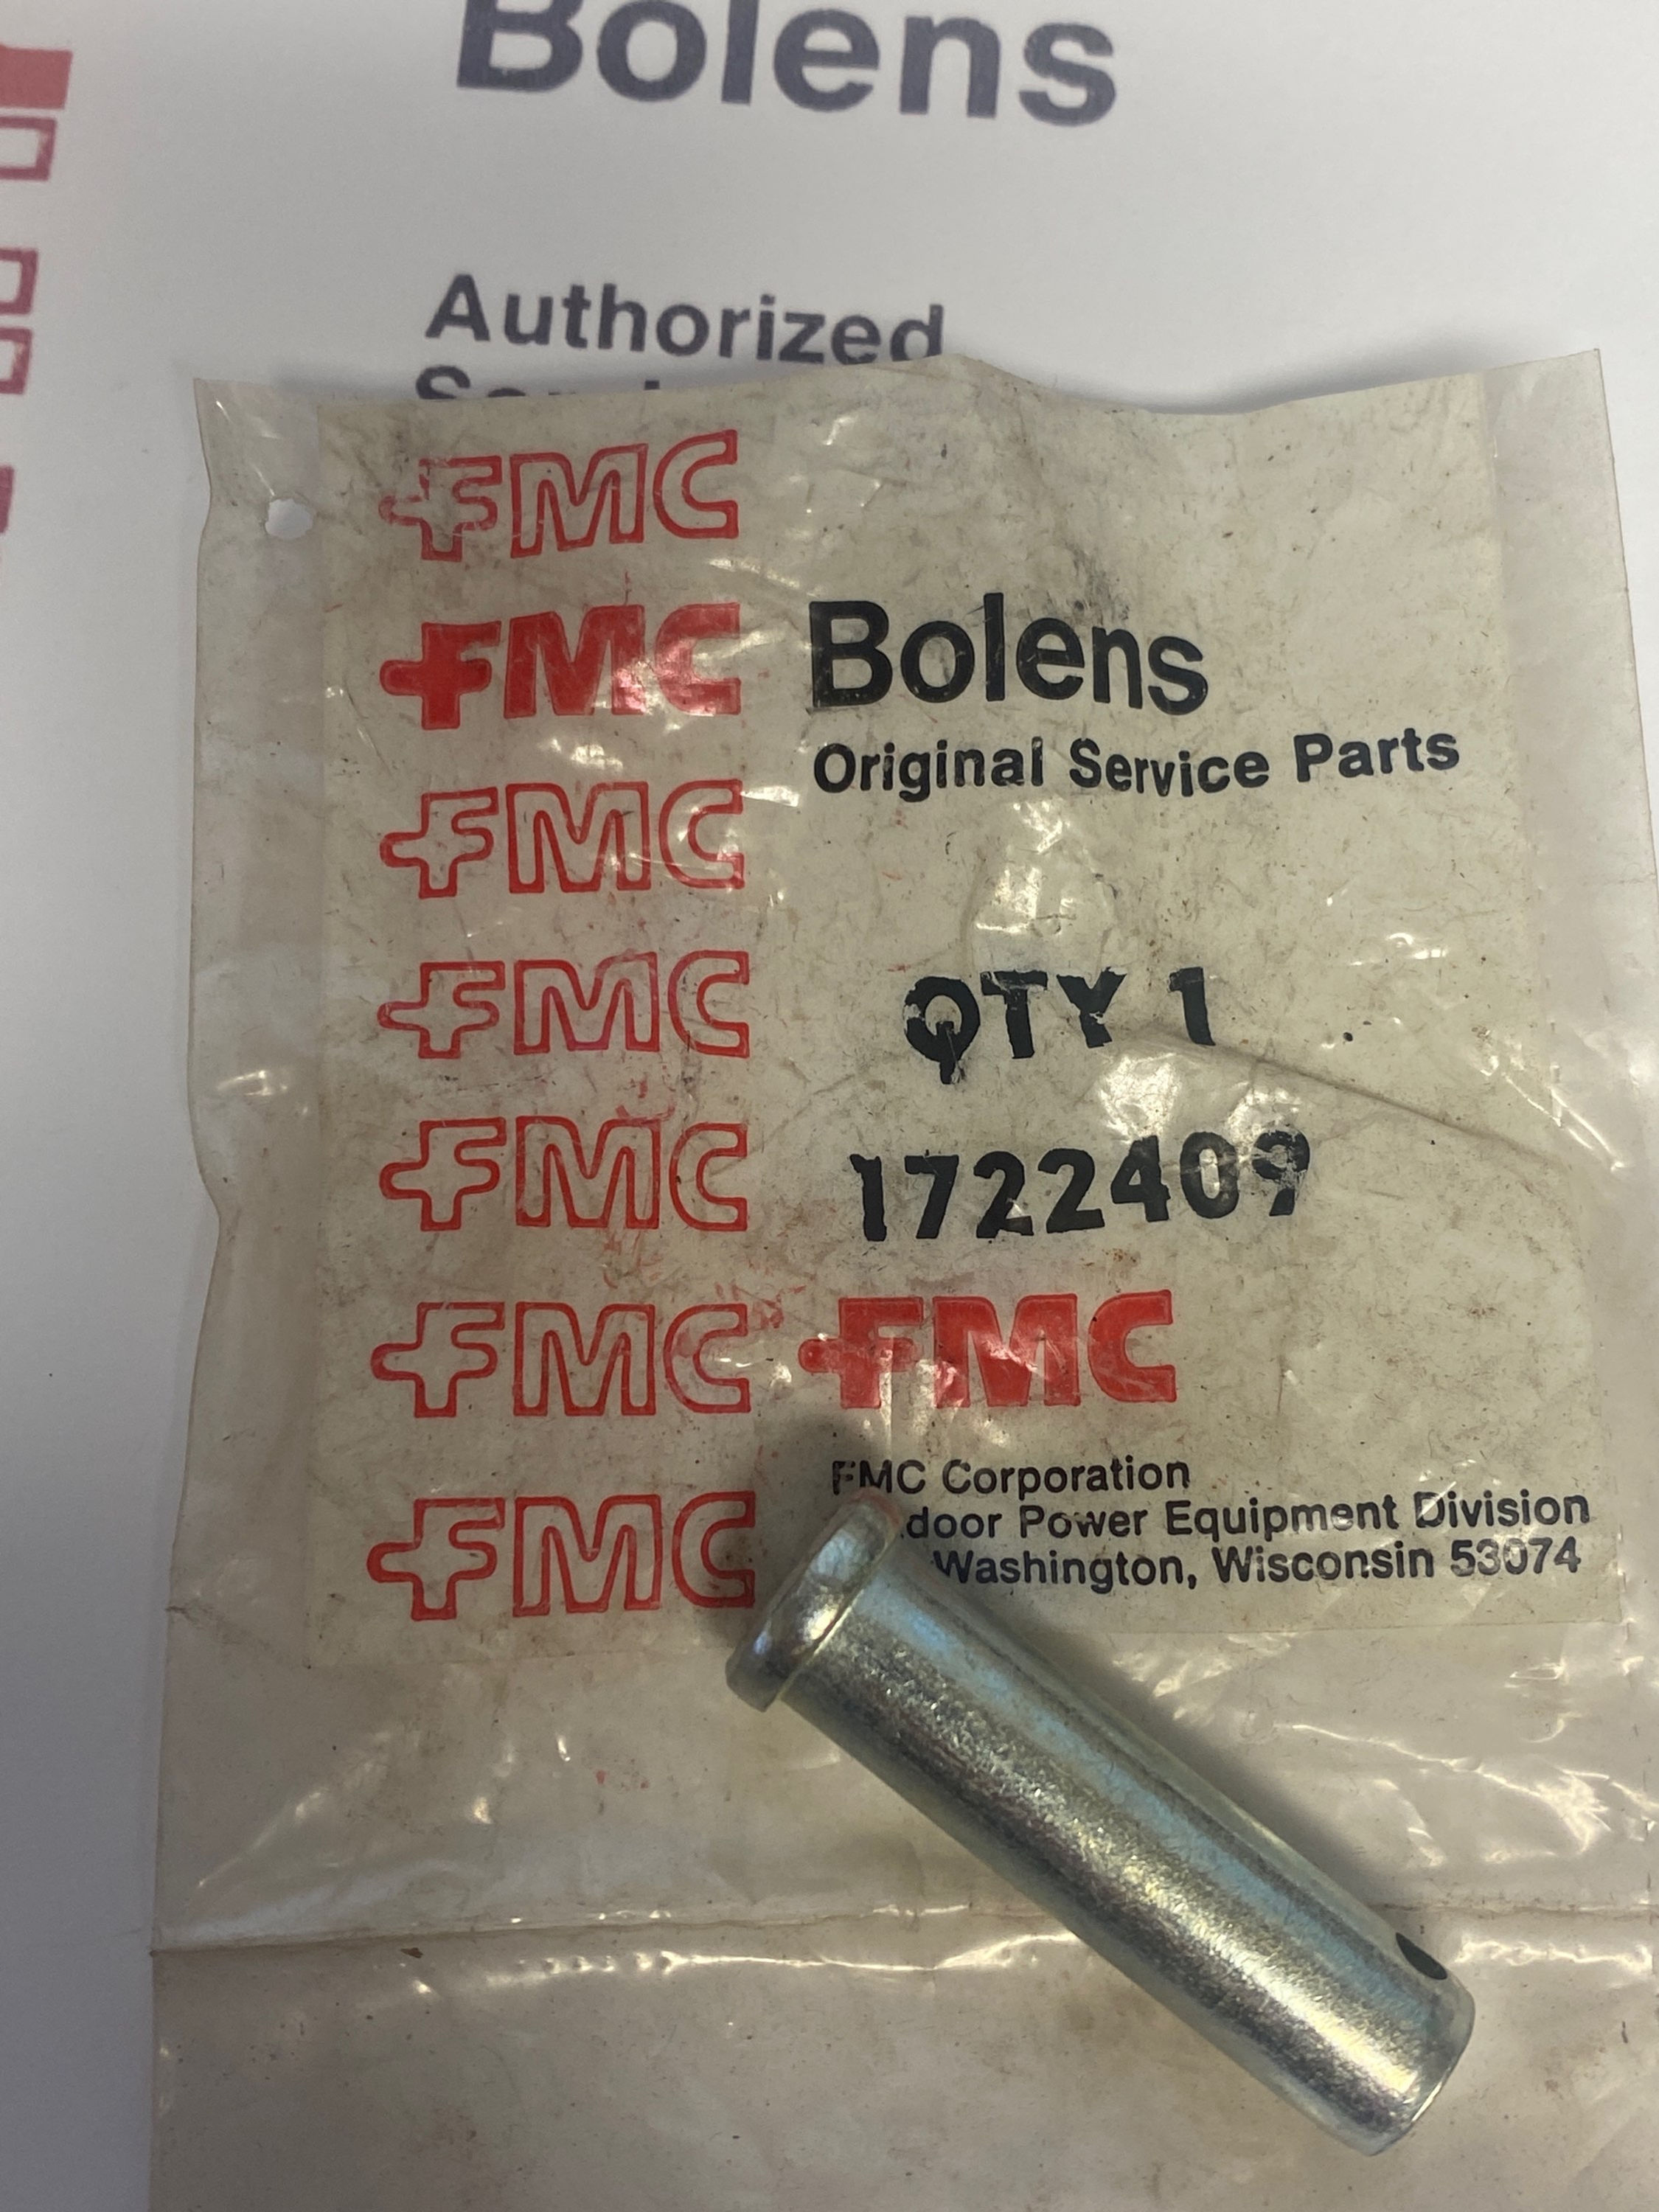 Bolens
Authorized
FMC
FMC Bolens
Original Service Parts
FMC
FMC
QTY 1
FMC
1722409
FMC FMC
FMC Corporation
Power Equipment Division
FMC
Washington, Wisconsin 53074